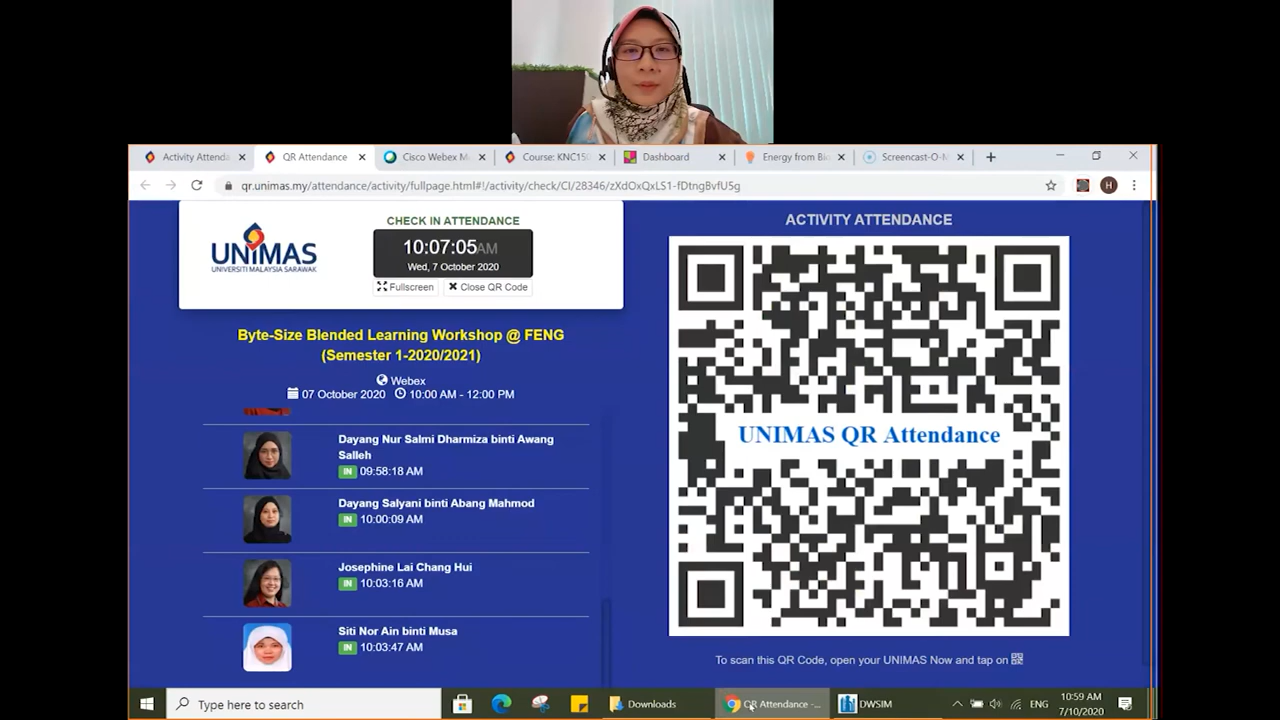 Activity Attenda
QR Attendance
Cisco Webex M
Course: KNC15
Dashboard
Energy from Bi
Screencast-O-M
qr.unimas.my/attendance/activity/fullpage.html#!/activity/check/CI/28346/zXdOxQxLS1-fDtngBvfU5g
H
UNIMAS
UNIVERSITI MALAYSIA SARAWAK
CHECK IN ATTENDANCE
10:07:05AM
Wed, 7 October 2020
Fullscreen
Close QR Code
Byte-Size Blended Learning Workshop @ FENG
(Semester 1-2020/2021)
Webex
07 October 2020 10:00 AM - 12:00 PM
Dayang Nur Salmi Dharmiza binti Awang
Salleh
IN 09:58:18 AM
Dayang Salyani binti Abang Mahmod
IN 10:00:09 AM
Josephine Lai Chang Hui
IN 10:03:16 AM
Siti Nor Ain binti Musa
IN 10:03:47 AM
ACTIVITY ATTENDANCE
UNIMAS QR Attendance
To scan this QR Code, open your UNIMAS Now and tap on
Type here to search
Downloads
QR Attendance -...
DWSIM
ENG
10:59 AM
7/10/2020